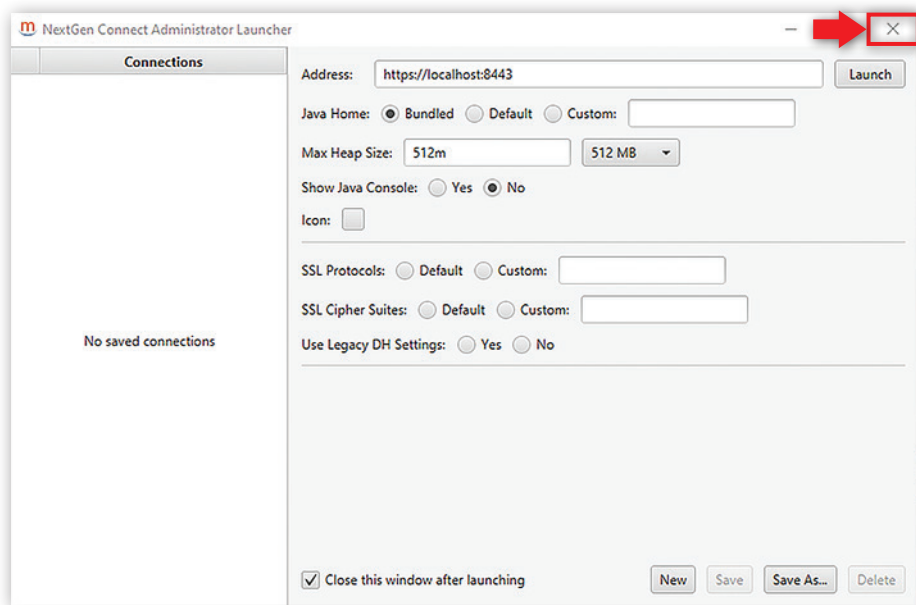 m NextGen Connect Administrator Launcher
Connections
No saved connections
Address: https://localhost:8443 Launch
Java Home: Bundled Default Custom:
Max Heap Size: 512m 512 MB
Show Java Console: Yes No
Icon:
SSL Protocols: Default Custom:
SSL Cipher Suites: Default Custom:
Use Legacy DH Settings: Yes No
Close this window after launching New Save Save As... Delete